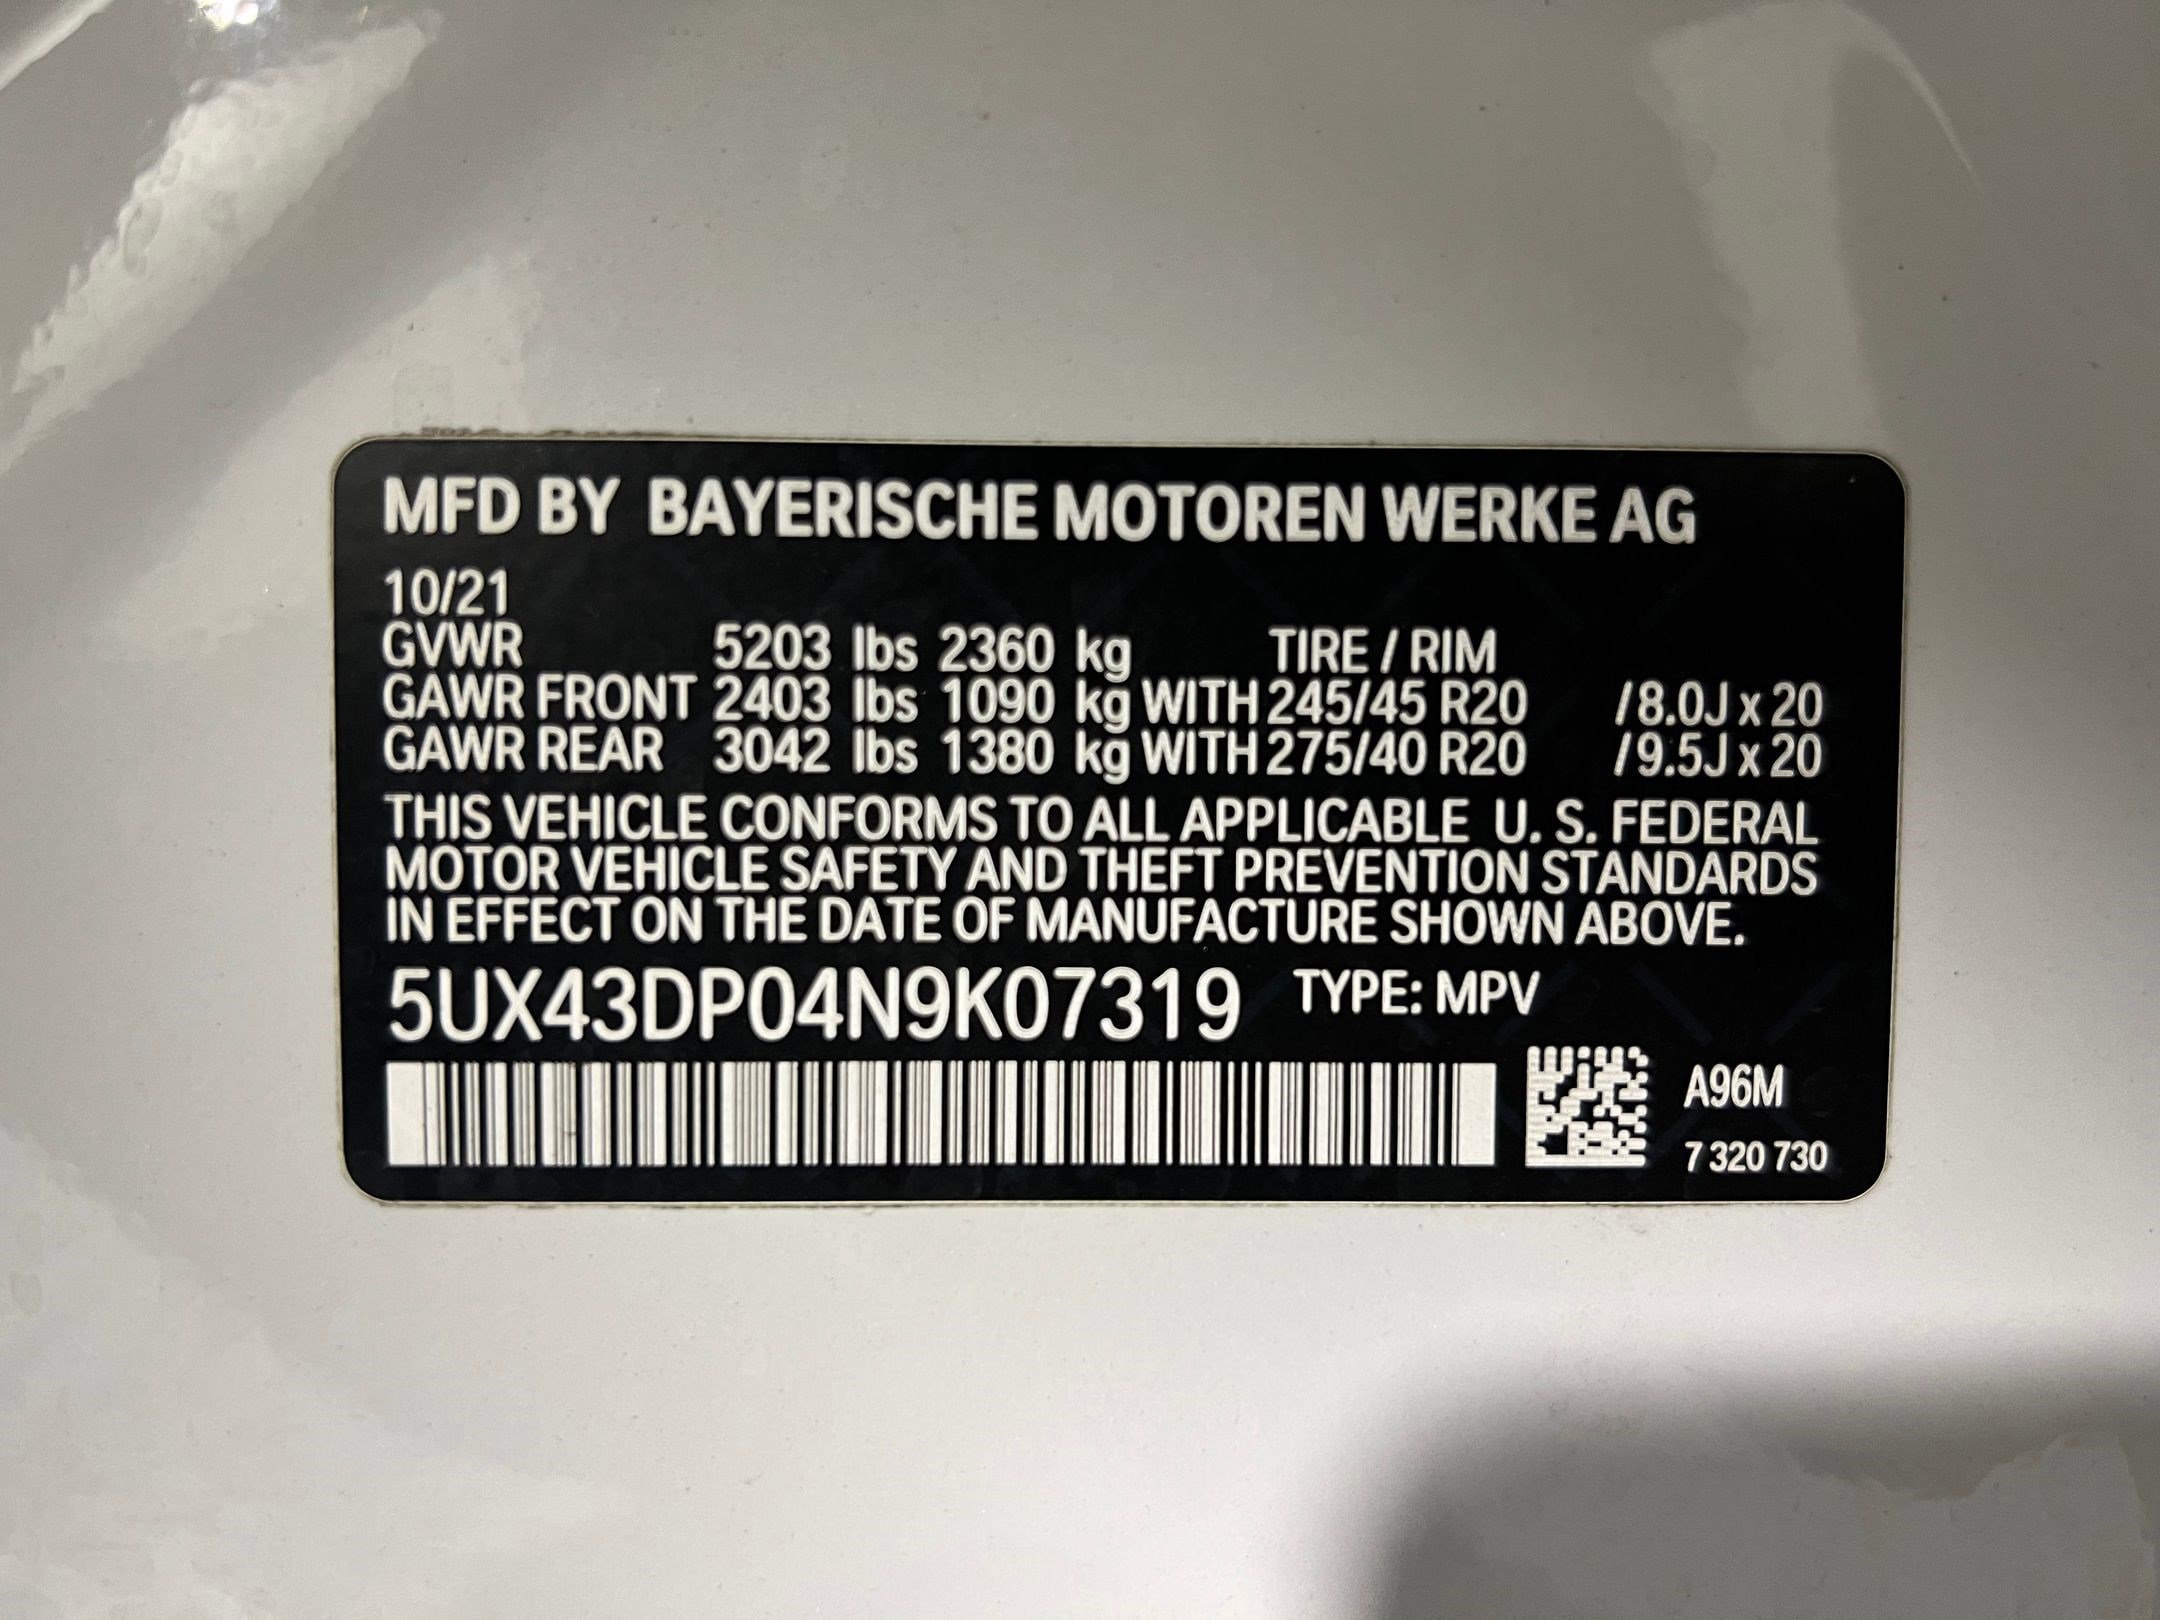 MFD BY BAYERISCHE MOTOREN WERKE AG
10/21
GVWR 5203 lbs 2360 kg TIRE / RIM
GAWR FRONT 2403 lbs 1090 kg WITH 245/45 R20 /8.0J x 20
GAWR REAR 3042 lbs 1380 kg WITH 275/40 R20 /9.5J x 20
THIS VEHICLE CONFORMS TO ALL APPLICABLE U. S. FEDERAL
MOTOR VEHICLE SAFETY AND THEFT PREVENTION STANDARDS
IN EFFECT ON THE DATE OF MANUFACTURE SHOWN ABOVE.
5UX43DP04N9K07319 TYPE: MPV
A96M
7 320 730